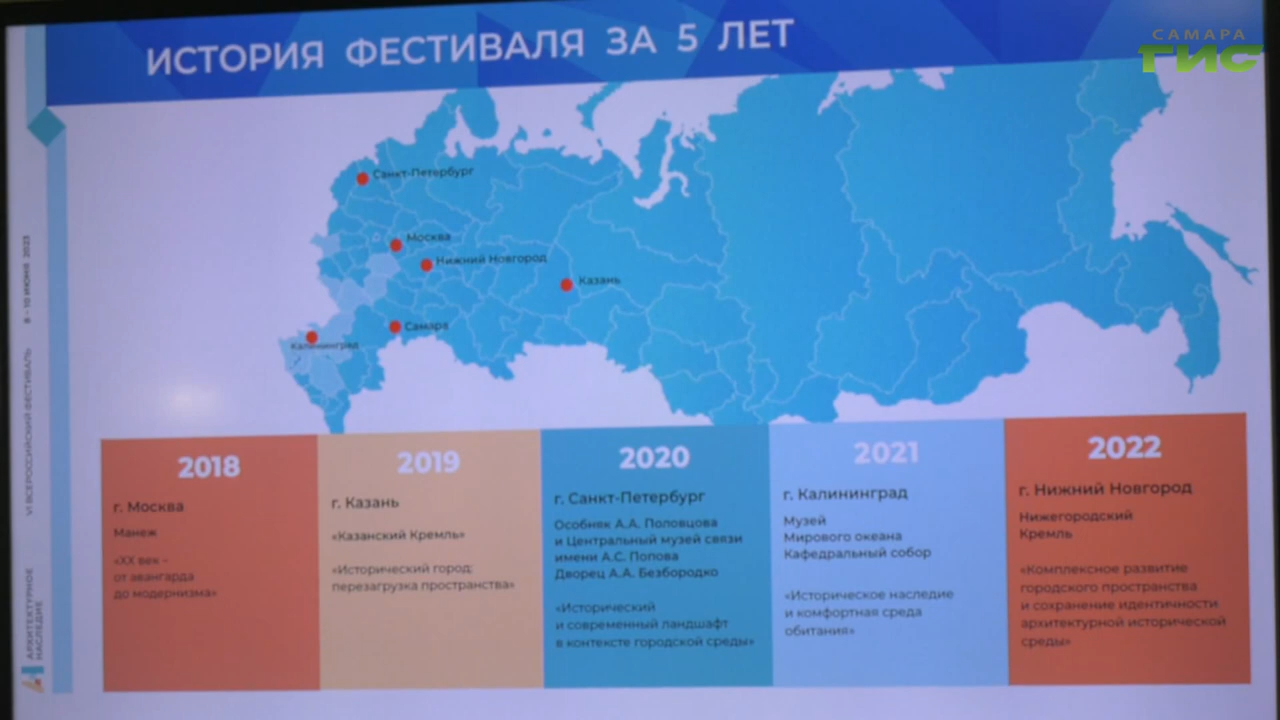 ИСТОРИЯ ФЕСТИВАЛЯ ЗА 5 ЛЕТ
САМАРА
ГИС
Санкт-Петербург
Москва
Нижний Новгород
Казань
Самара
Калининград
8 – 10 ИЮНЯ 2023
VI ВСЕРОССИЙСКИЙ ФЕСТИВАЛЬ
АРХИТЕКТУРНОЕ
НАСЛЕДИЕ
2018
г. Москва
Манеж
«XX век –
от авангарда
до модернизма»
2019
г. Казань
«Казанский Кремль»
«Исторический город:
перезагрузка пространства»
2020
г. Санкт-Петербург
Особняк А.А. Половцова
и Центральный музей связи
имени А.С. Попова
Дворец А.А. Безбородко
«Исторический
и современный ландшафт
в контексте городской среды»
2021
г. Калининград
Музей
Мирового океана
Кафедральный собор
«Историческое наследие
и комфортная среда
обитания»
2022
г. Нижний Новгород
Нижегородский
Кремль
«Комплексное развитие
городского пространства
и сохранение идентичности
архитектурной исторической
среды»